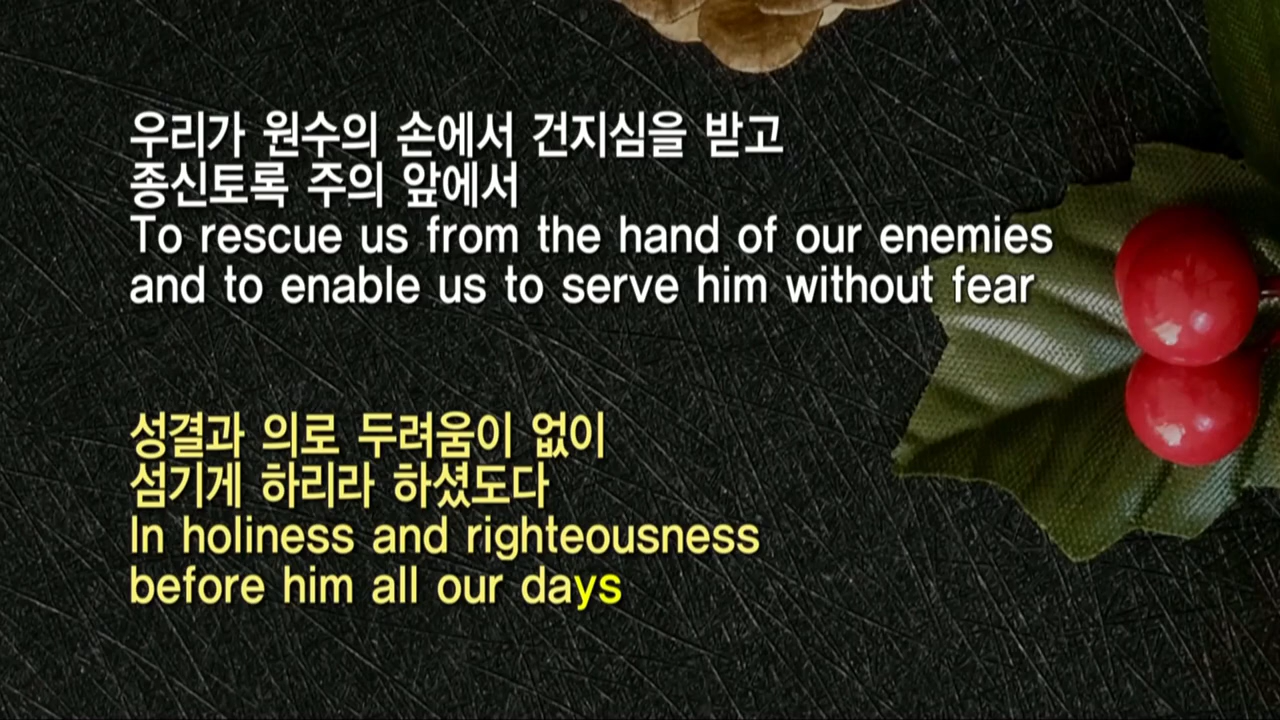 우리가 원수의 손에서 건지심을 받고
종신토록 주의 앞에서
To rescue us from the hand of our enemies
and to enable us to serve him without fear
성결과 의로 두려움이 없이
섬기게 하리라 하셨도다
In holiness and righteousness
before him all our days